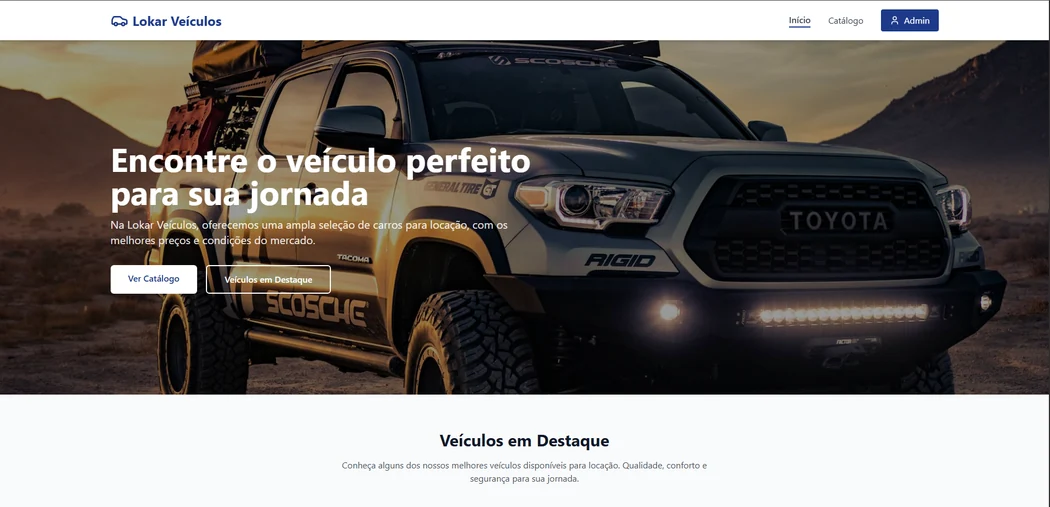 Lokar Veículos
Início
Catálogo
Admin
SCOSCHE
Encontre o veículo perfeito
para sua jornada
GENERAL TIRE
Na Lokar Veículos, oferecemos uma ampla seleção de carros para locação, com os
melhores preços e condições do mercado.
TOYOTA
TACOMA
RIGID
Ver Catálogo
Veículos em Destaque
SCOSCHE
Veículos em Destaque
Conheça alguns dos nossos melhores veículos disponíveis para locação. Qualidade, conforto e
segurança para sua jornada.